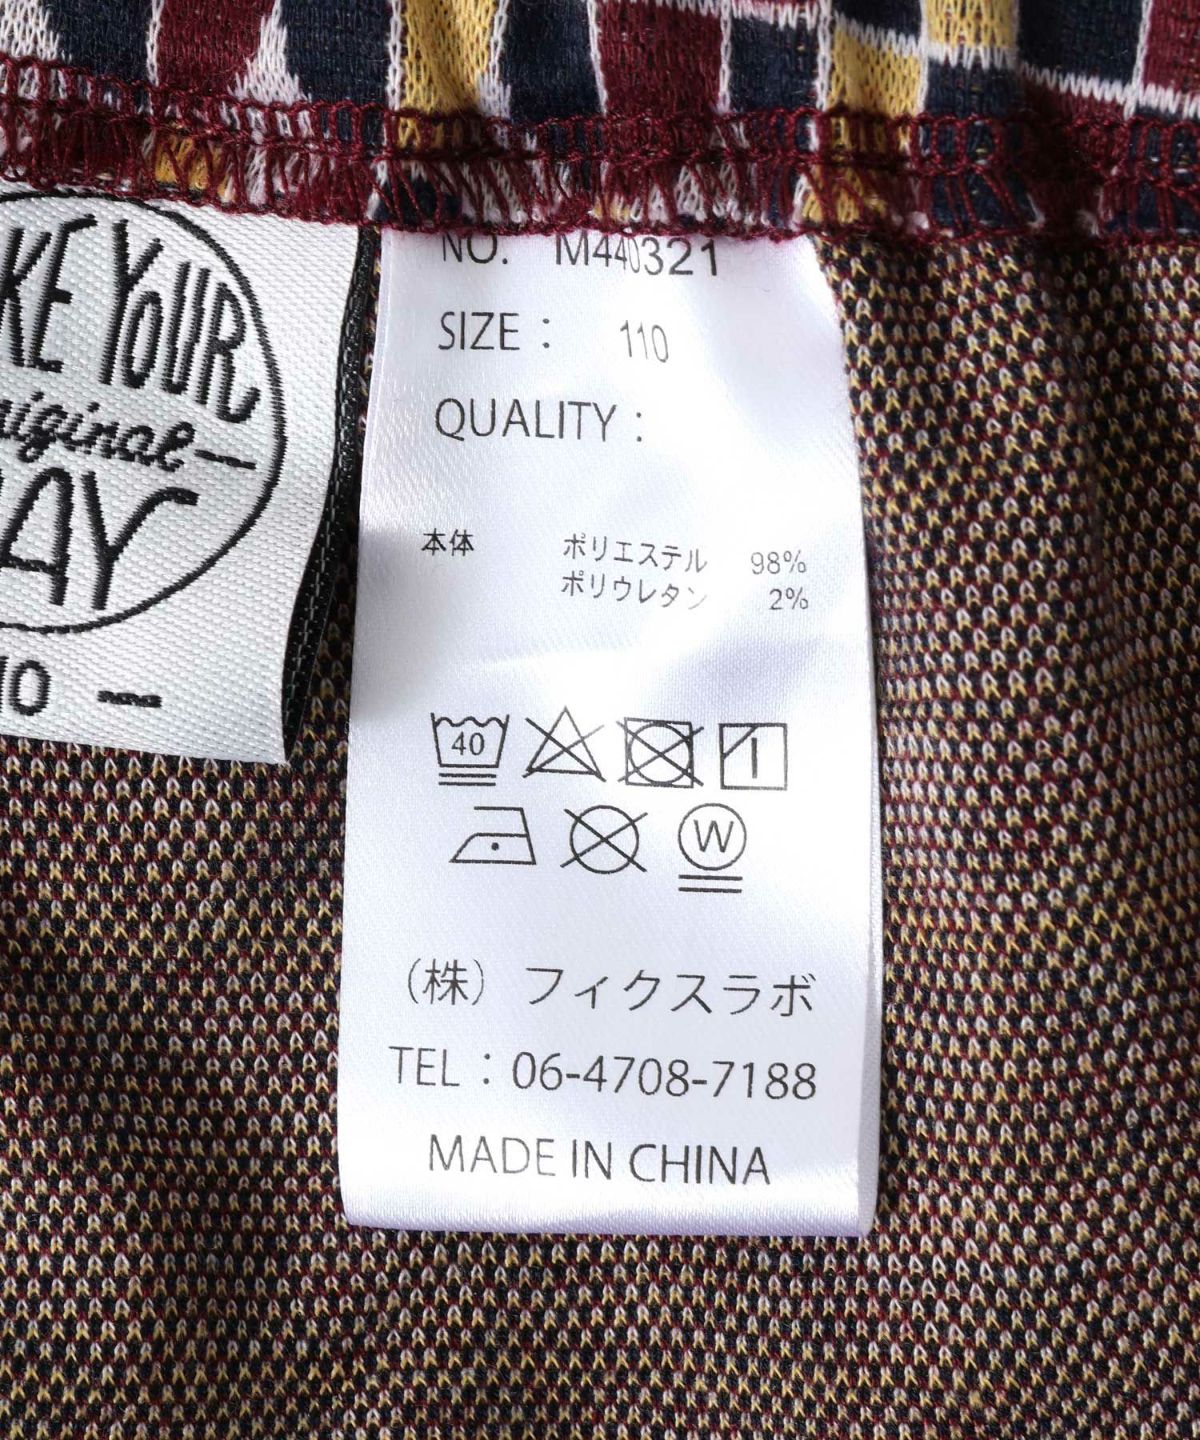 YOUR
AY
NO. M440321
SIZE : 110
QUALITY :
本体 ポリエステル 98%
ポリウレタン 2%
40
W
(株) フィクスラボ
TEL : 06-4708-7188
MADE IN CHINA